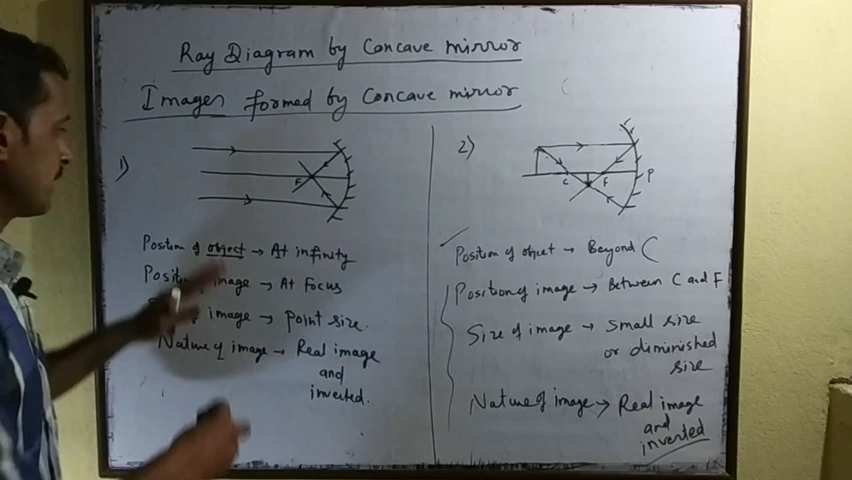 Ray Diagram by Concave mirror
Images formed by Concave mirror
1)
F
Position of object → At infinity
image → At Focus
image → point size.
Nature of image → Real image
and
inverted.
2)
C F P
Position of object → Beyond C
Position of image → Between C and F
Size of image → Small size
or diminished
size
Nature of image → Real image
and
inverted